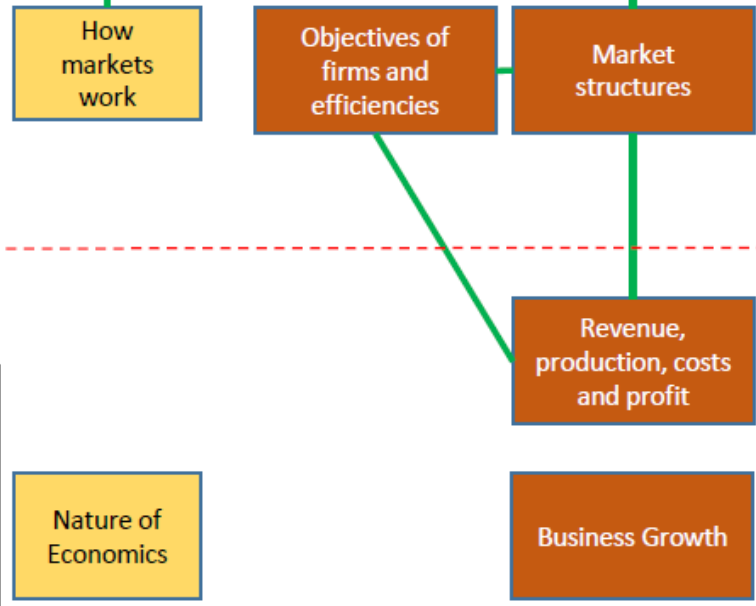 How
markets
work
Objectives of
firms and
efficiencies
Market
structures
Revenue,
production, costs
and profit
Nature of
Economics
Business Growth